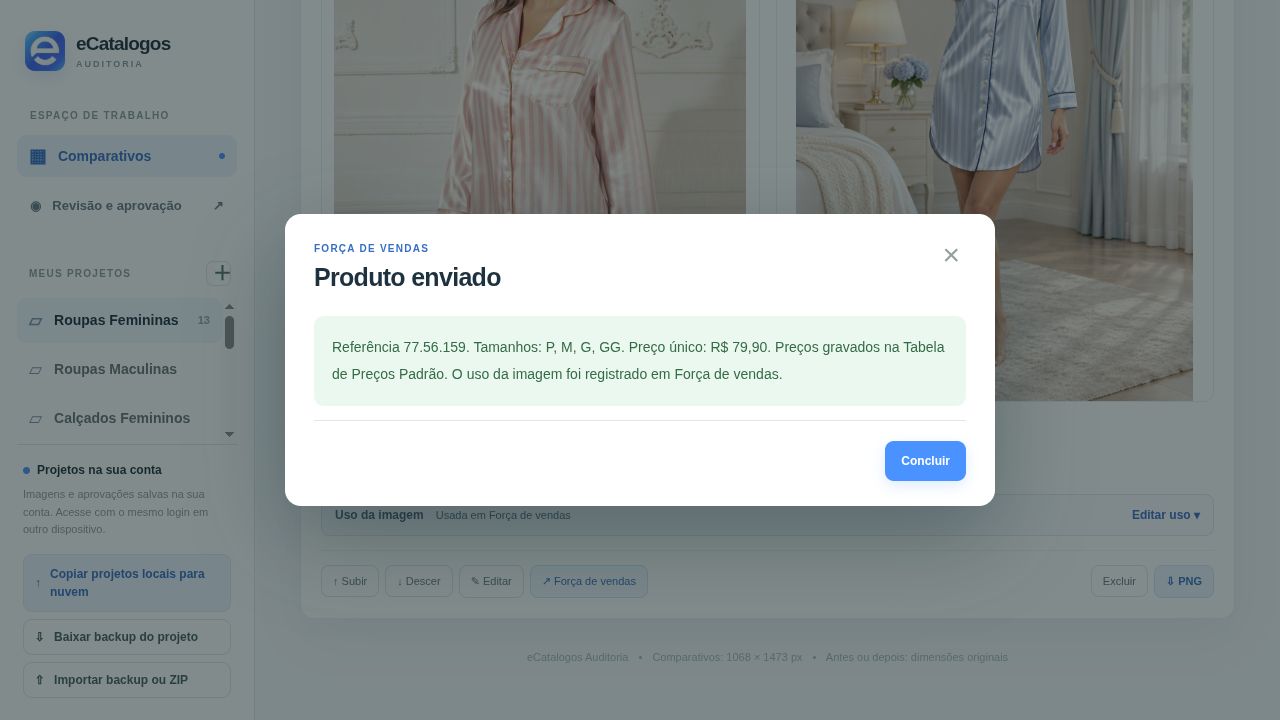 eCatalogos
AUDITORIA
ESPAÇO DE TRABALHO
Comparativos
Revisão e aprovação ↗
MEUS PROJETOS +
Roupas Femininas 13
Roupas Maculinas
Calçados Femininos
Projetos na sua conta
Imagens e aprovações salvas na sua
conta. Acesse com o mesmo login em
outro dispositivo.
↑ Copiar projetos locais para
nuvem
⇩ Baixar backup do projeto
⇧ Importar backup ou ZIP
FORÇA DE VENDAS
Produto enviado
×
Referência 77.56.159. Tamanhos: P, M, G, GG. Preço único: R$ 79,90. Preços gravados na Tabela
de Preços Padrão. O uso da imagem foi registrado em Força de vendas.
Concluir
Uso da imagem Usada em Força de vendas Editar uso ▾
↑ Subir ↓ Descer ✎ Editar ↗ Força de vendas Excluir ⇩ PNG
eCatalogos Auditoria • Comparativos: 1068 × 1473 px • Antes ou depois: dimensões originais